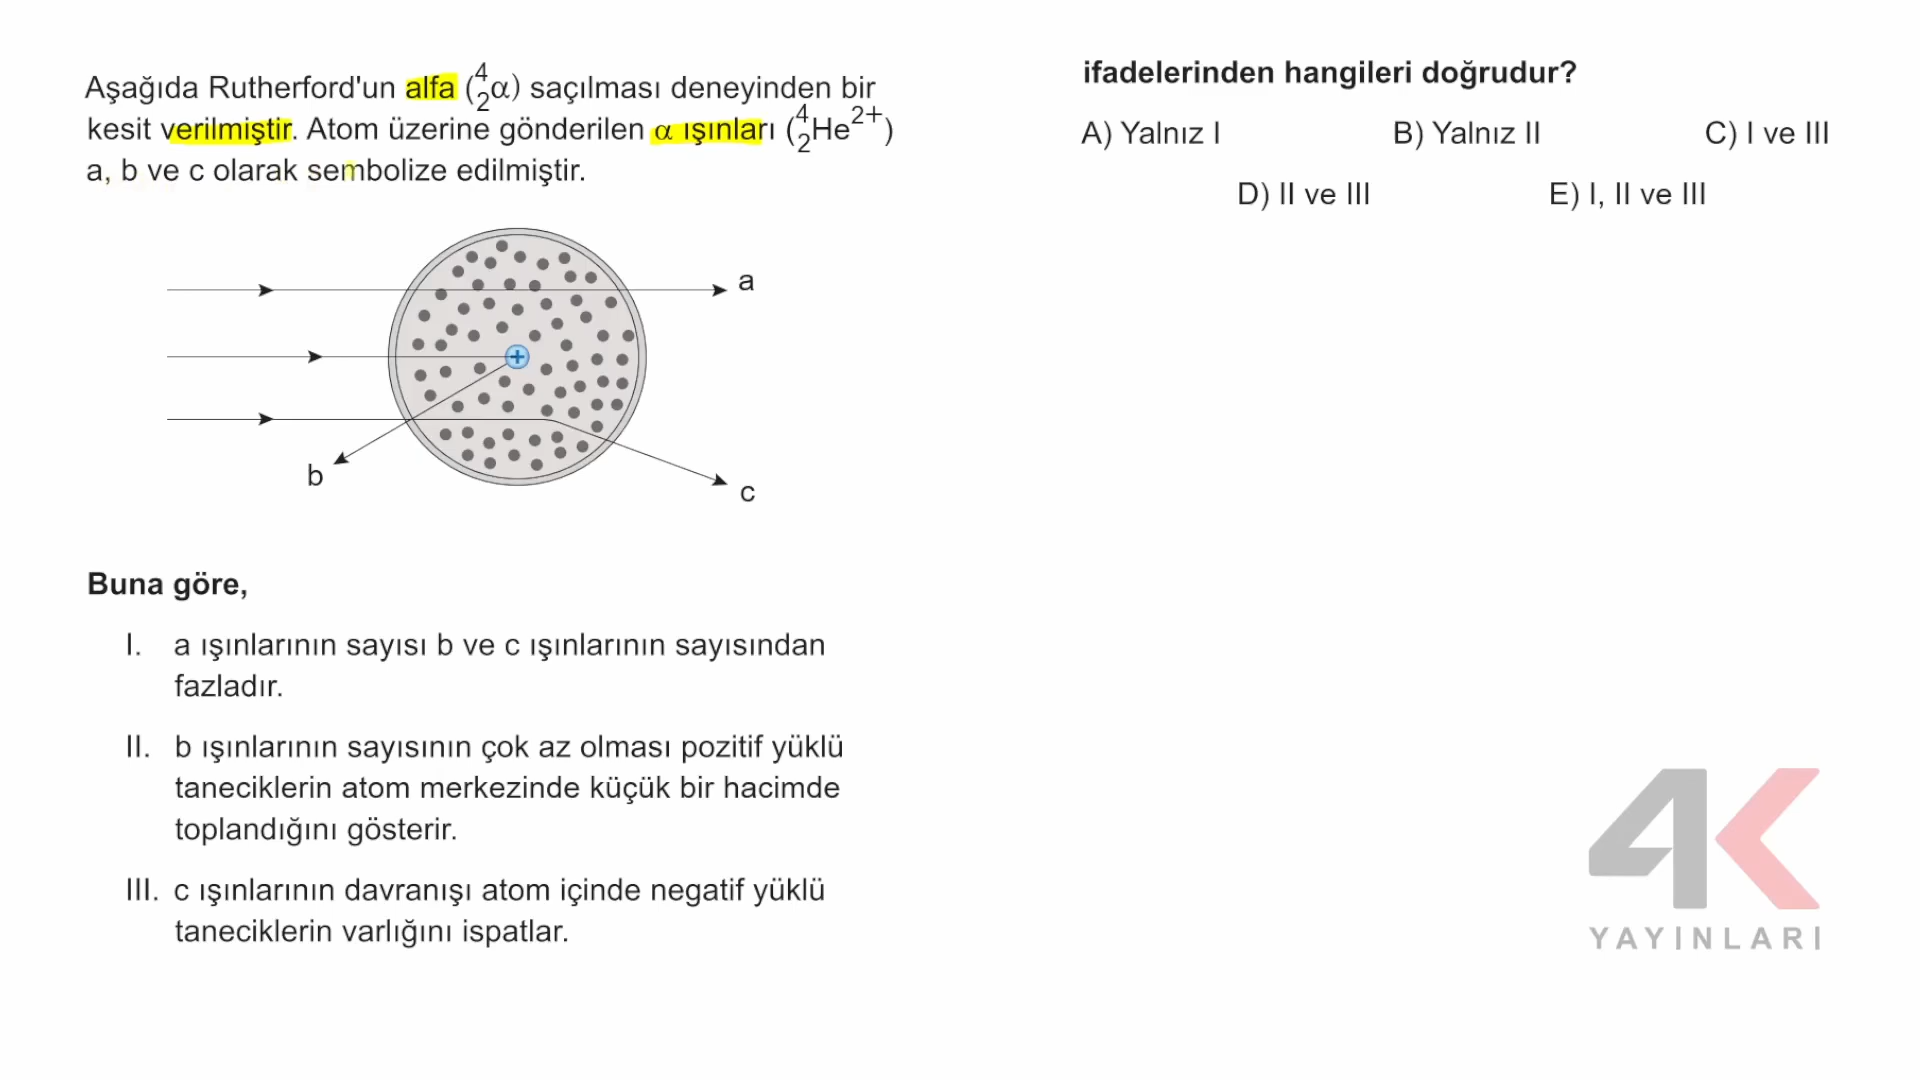 Aşağıda Rutherford'un alfa (⁴₂α) saçılması deneyinden bir
kesit verilmiştir. Atom üzerine gönderilen α ışınları (⁴₂He²⁺)
a, b ve c olarak sembolize edilmiştir.
a
+
b
c
Buna göre,
I. a ışınlarının sayısı b ve c ışınlarının sayısından
fazladır.
II. b ışınlarının sayısının çok az olması pozitif yüklü
taneciklerin atom merkezinde küçük bir hacimde
toplandığını gösterir.
III. c ışınlarının davranışı atom içinde negatif yüklü
taneciklerin varlığını ispatlar.
ifadelerinden hangileri doğrudur?
A) Yalnız I B) Yalnız II C) I ve III
D) II ve III E) I, II ve III
4K
YAYINLARI